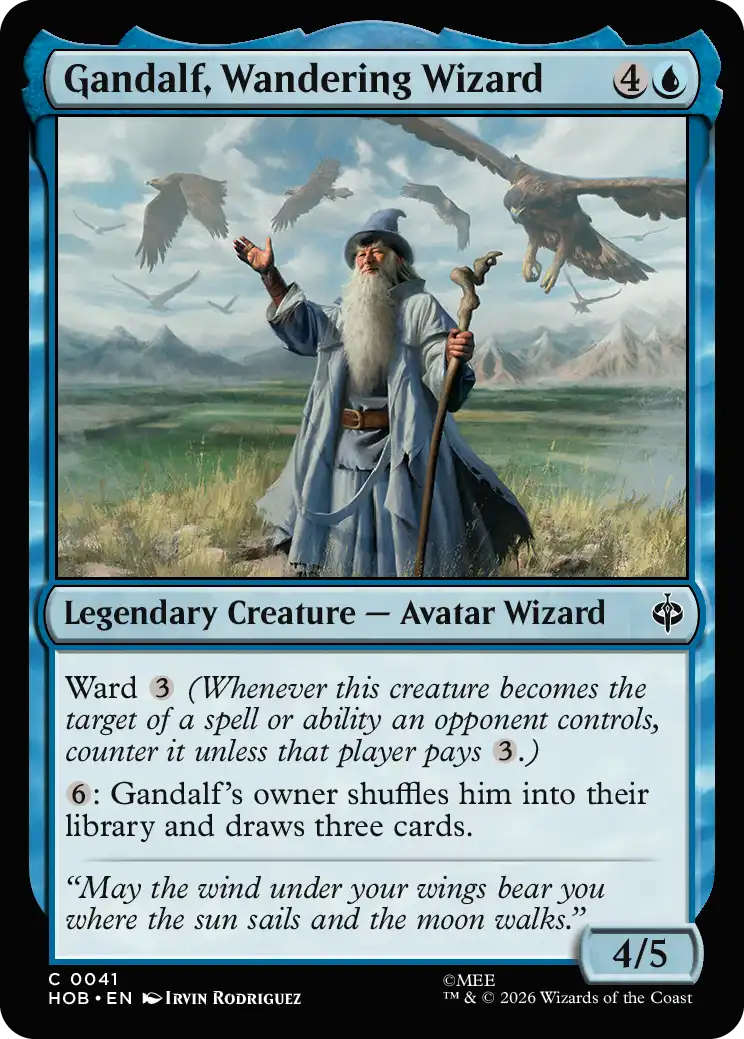 Gandalf, Wandering Wizard 4
Legendary Creature — Avatar Wizard
Ward 3 (Whenever this creature becomes the
target of a spell or ability an opponent controls,
counter it unless that player pays 3.)
6: Gandalf's owner shuffles him into their
library and draws three cards.
“May the wind under your wings bear you
where the sun sails and the moon walks.”
4/5
C 0041
HOB • EN Irvin Rodriguez
©MEE
™ & © 2026 Wizards of the Coast